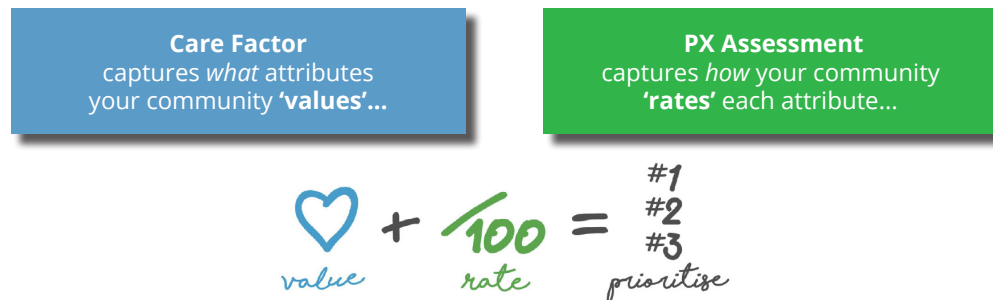 Care Factor
captures what attributes
your community ‘values’...
PX Assessment
captures how your community
‘rates’ each attribute...
+ /100 =
#1
#2
#3
value
rate
prioritise